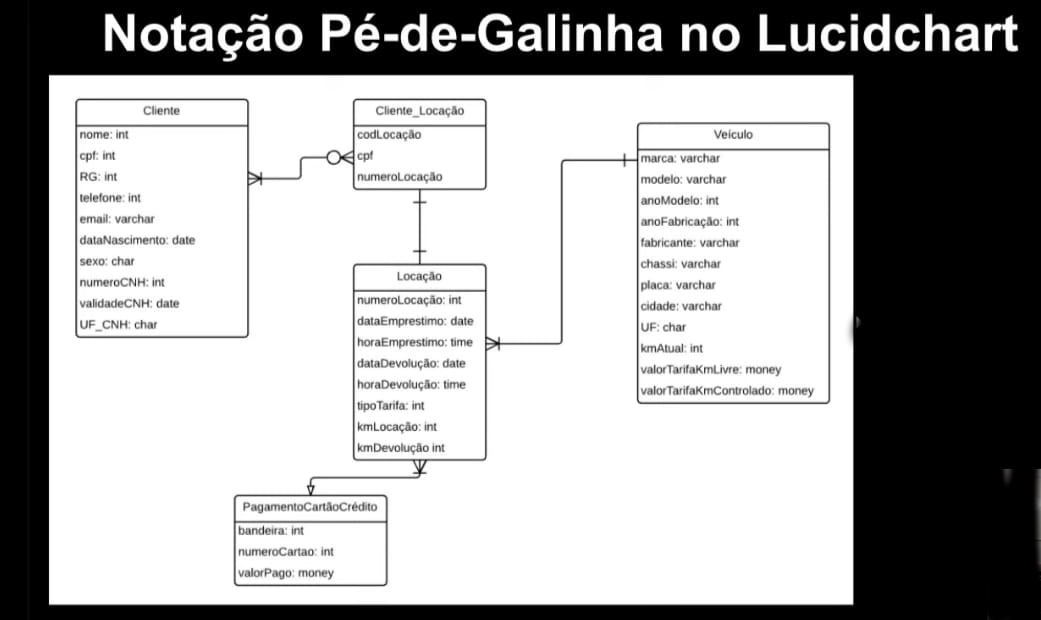 Notação Pé-de-Galinha no Lucidchart
Cliente
nome: int
cpf: int
RG: int
telefone: int
email: varchar
dataNascimento: date
sexo: char
numeroCNH: int
validadeCNH: date
UF_CNH: char
Cliente_Locação
codLocação
cpf
numeroLocação
Veículo
marca: varchar
modelo: varchar
anoModelo: int
anoFabricação: int
fabricante: varchar
chassi: varchar
placa: varchar
cidade: varchar
UF: char
kmAtual: int
valorTarifaKmLivre: money
valorTarifaKmControlado: money
Locação
numeroLocação: int
dataEmprestimo: date
horaEmprestimo: time
dataDevolução: date
horaDevolução: time
tipoTarifa: int
kmLocação: int
kmDevolução int
PagamentoCartãoCrédito
bandeira: int
numeroCartao: int
valorPago: money